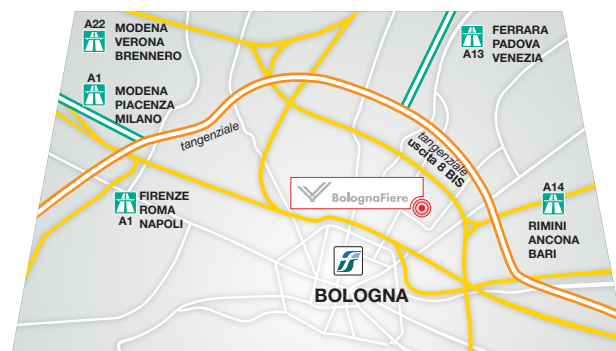 A22
MODENA
VERONA
BRENNERO
A1
MODENA
PIACENZA
MILANO
FERRARA
PADOVA
VENEZIA
A13
tangenziale
tangenziale
uscita 8 BIS
BolognaFiere
FIRENZE
ROMA
NAPOLI
A1
A14
RIMINI
ANCONA
BARI
BOLOGNA